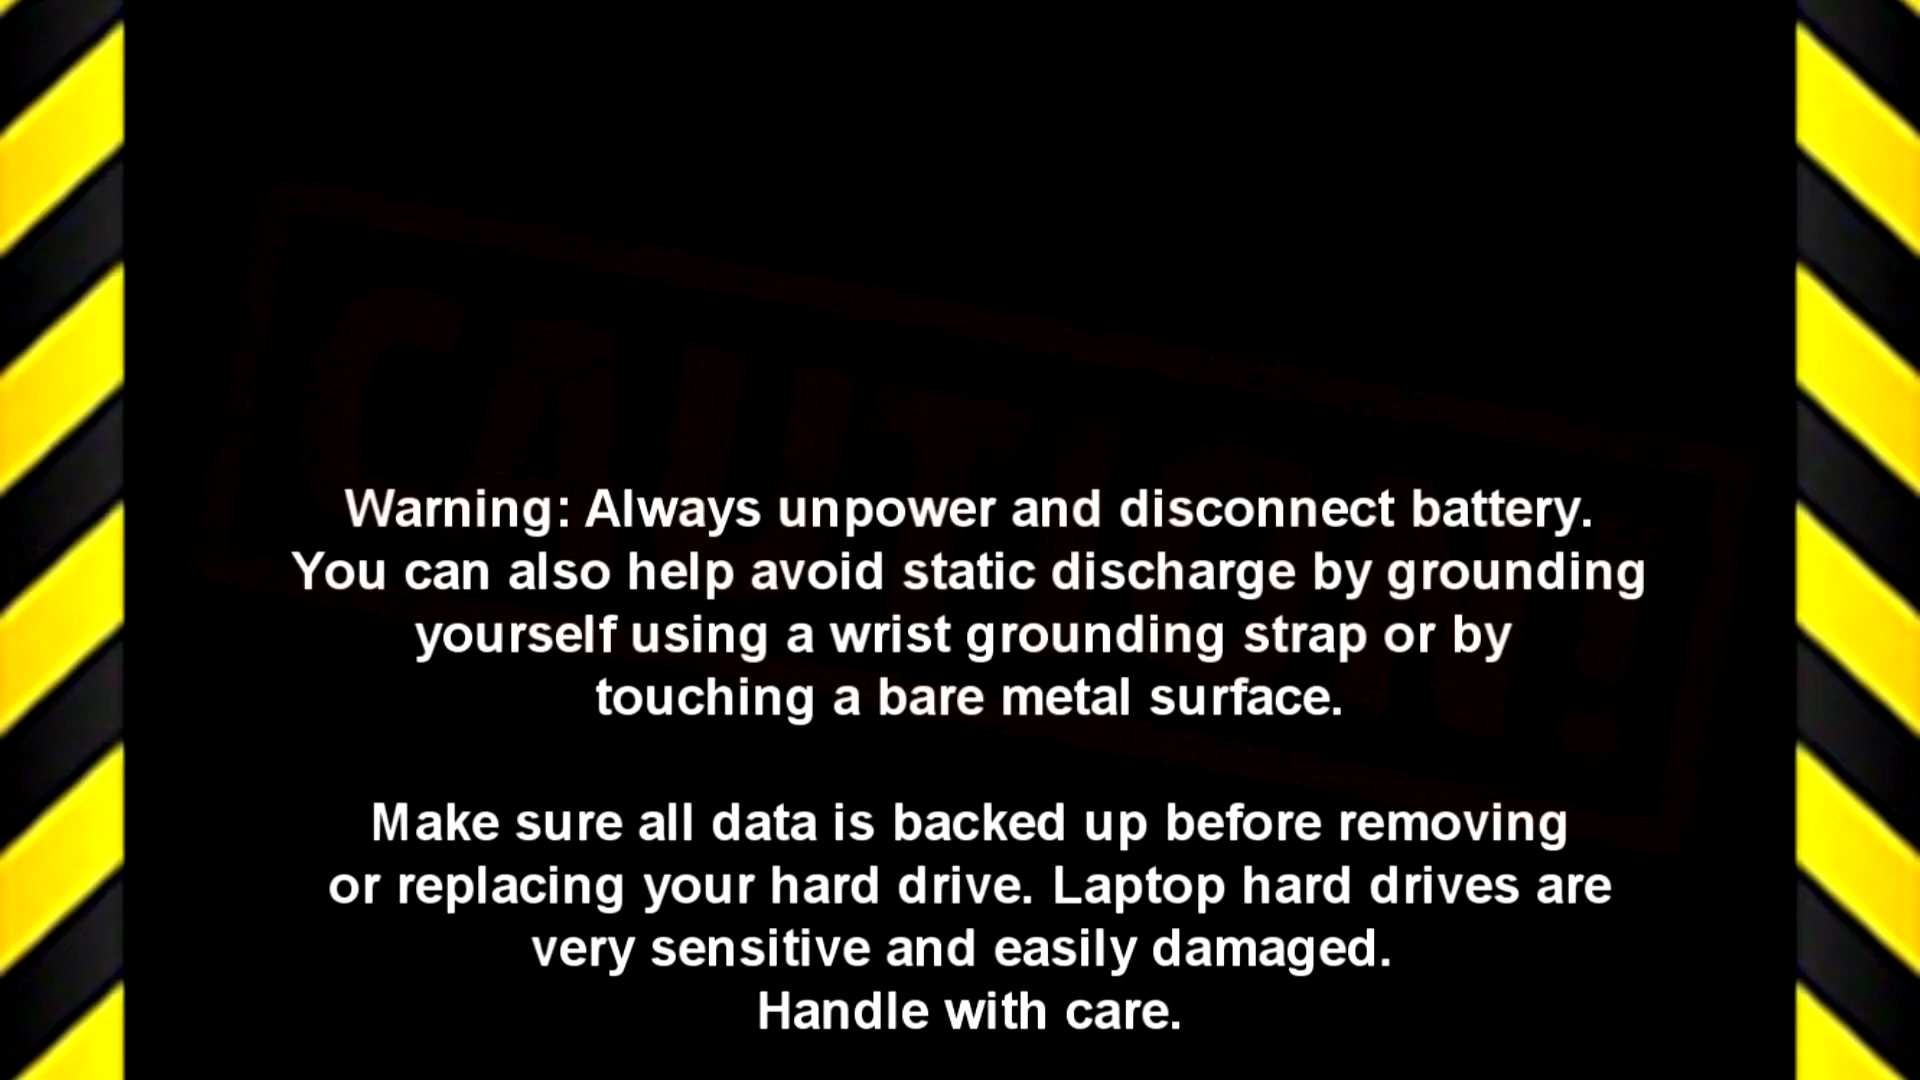 CAUTION!
Warning: Always unpower and disconnect battery.
You can also help avoid static discharge by grounding
yourself using a wrist grounding strap or by
touching a bare metal surface.
Make sure all data is backed up before removing
or replacing your hard drive. Laptop hard drives are
very sensitive and easily damaged.
Handle with care.